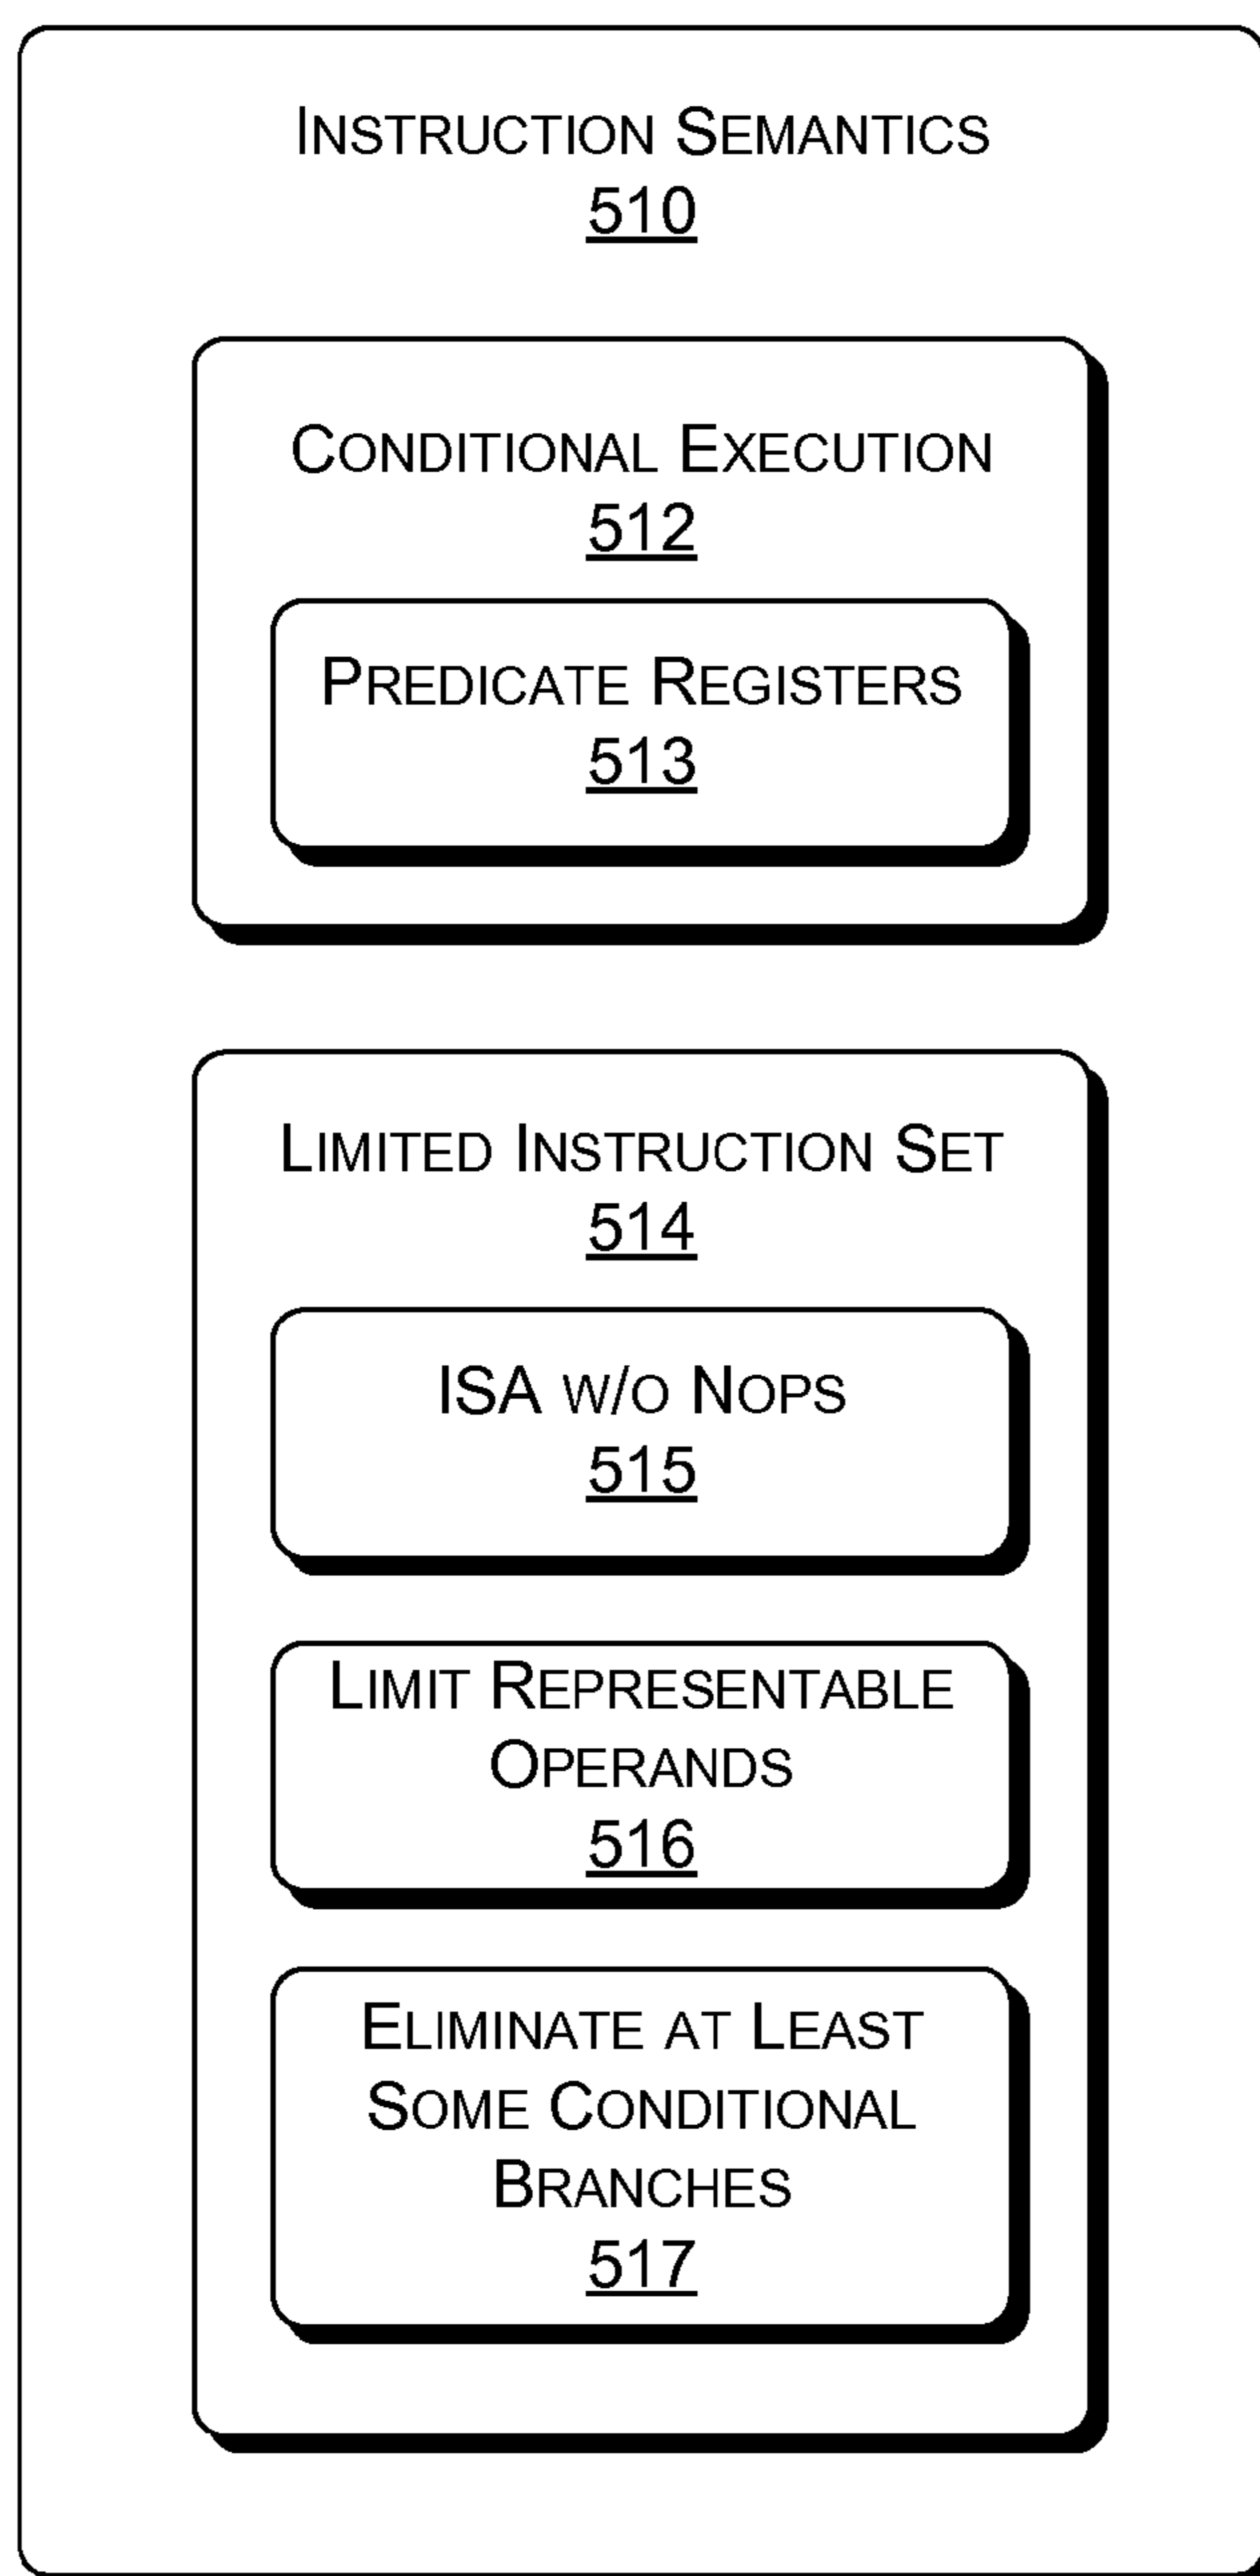 INSTRUCTION SEMANTICS
510
CONDITIONAL EXECUTION
512
PREDICATE REGISTERS
513
LIMITED INSTRUCTION SET
514
ISA W/O NOPS
515
LIMIT REPRESENTABLE
OPERANDS
516
ELIMINATE AT LEAST
SOME CONDITIONAL
BRANCHES
517